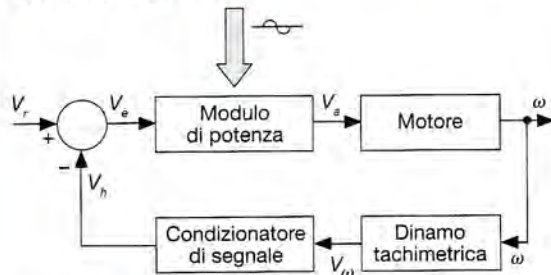 V_r
+
−
V_e
Modulo
di potenza
V_a
Motore
ω
V_h
Condizionatore
di segnale
V_ω
Dinamo
tachimetrica
ω